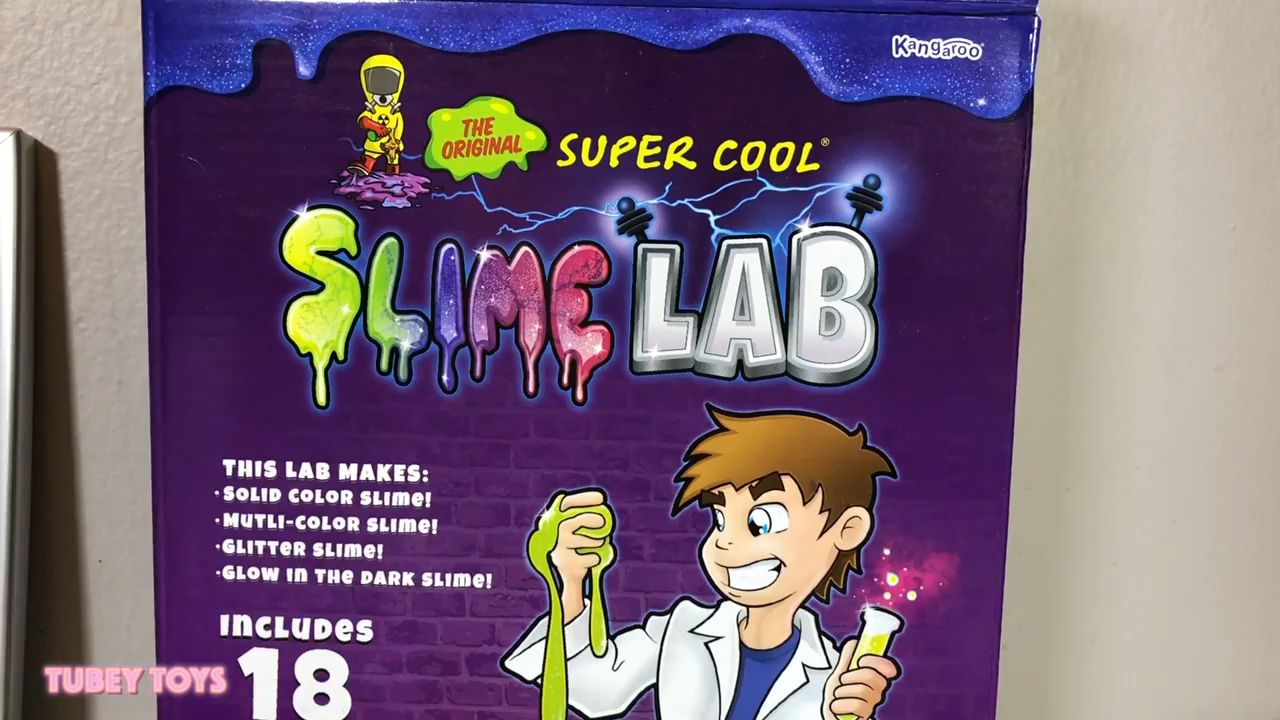 Kangaroo
THE
ORIGINAL
SUPER COOL®
SLIME LAB
THIS LAB MAKES:
·SOLID COLOR SLIME!
·MUTLI-COLOR SLIME!
·GLITTER SLIME!
·GLOW IN THE DARK SLIME!
INCLUDES
18
TUBEY TOYS